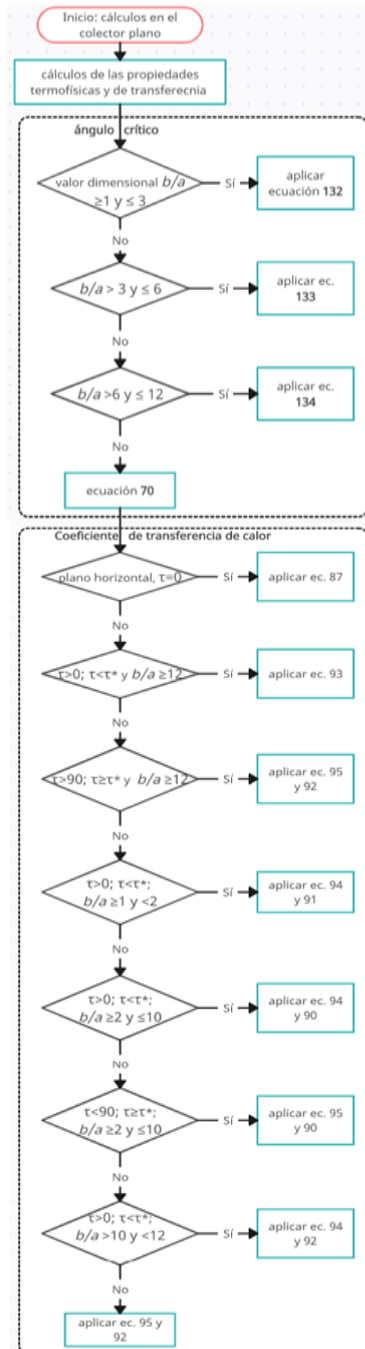 Inicio: cálculos en el
colector plano
cálculos de las propiedades
termofísicas y de transferecnia
ángulo crítico
valor dimensional b/a
≥1 y ≤ 3
Sí
aplicar
ecuación 132
No
b/a > 3 y ≤ 6
Sí
aplicar ec.
133
No
b/a >6 y ≤ 12
Sí
aplicar ec.
134
No
ecuación 70
Coeficiente de transferencia de calor
plano horizontal, τ=0
Sí
aplicar ec. 87
No
τ>0; τ<τ* y b/a ≥12
Sí
aplicar ec. 93
No
τ>90; τ≥τ* y b/a ≥12
Sí
aplicar ec. 95
y 92
No
τ>0; τ<τ*;
b/a ≥1 y <2
Sí
aplicar ec. 94
y 91
No
τ>0; τ<τ*;
b/a ≥2 y ≤10
Sí
aplicar ec. 94
y 90
No
τ<90; τ≥τ*;
b/a ≥2 y ≤10
Sí
aplicar ec. 95
y 90
No
τ>0; τ<τ*;
b/a >10 y <12
Sí
aplicar ec. 94
y 92
No
aplicar ec. 95 y
92